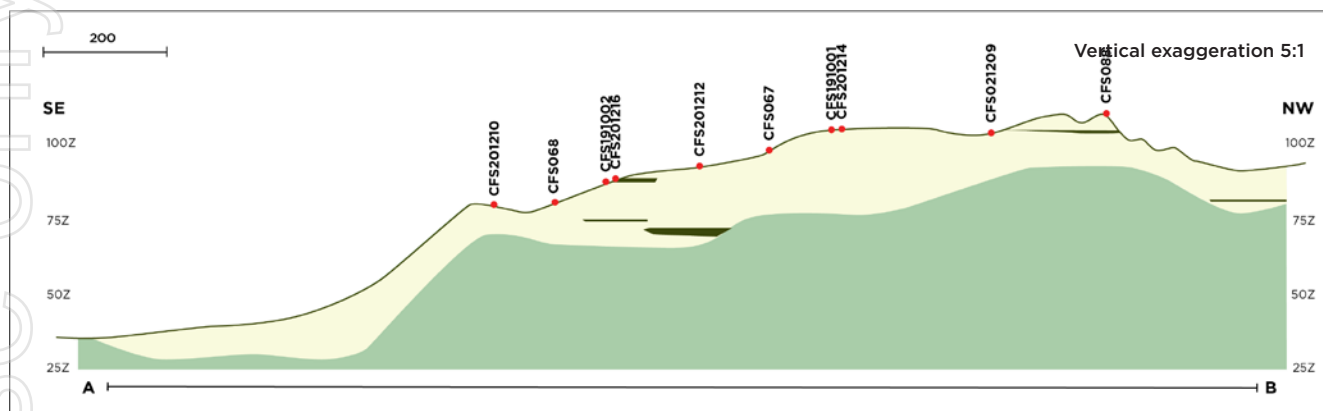 200
Vertical exaggeration 5:1
SE
NW
100Z
100Z
75Z
75Z
50Z
50Z
25Z
25Z
CFS201210
CFS068
CFS191002
CFS201216
CFS201212
CFS067
CFS191001
CFS201214
CFS021209
A
B